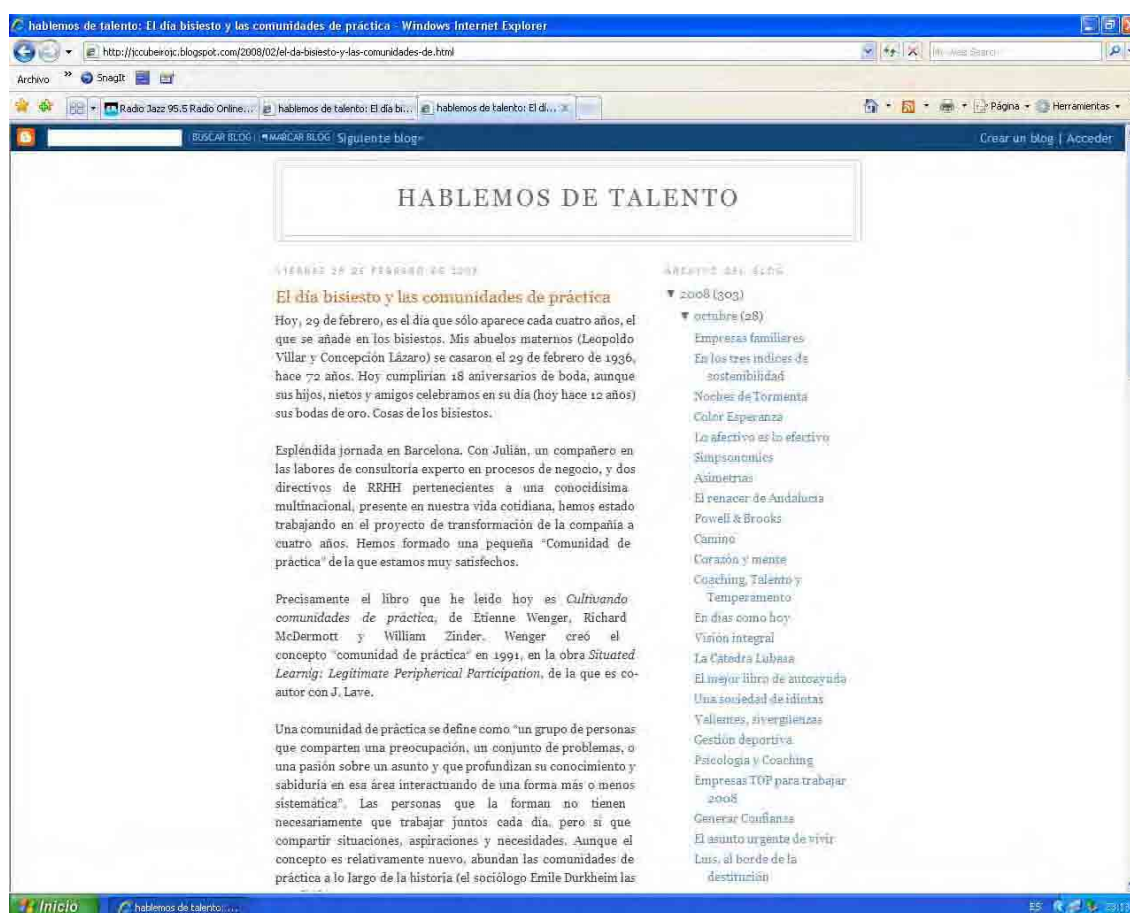 hablemos de talento: El día bisiesto y las comunidades de práctica - Windows Internet Explorer
http://jccubeirojc.blogspot.com/2008/02/el-da-bisiesto-y-las-comunidades-de.html
Archivo » SnagIt
Radio Jazz 95.5 Radio Online... hablemos de talento: El día bi... hablemos de talento: El dí... Página Herramientas
BUSCAR BLOG MARCAR BLOG Siguiente blog» Crear un blog | Acceder
HABLEMOS DE TALENTO
VIERNES 29 DE FEBRERO DE 2008
El día bisiesto y las comunidades de práctica
Hoy, 29 de febrero, es el día que sólo aparece cada cuatro años, el
que se añade en los bisiestos. Mis abuelos maternos (Leopoldo
Villar y Concepción Lázaro) se casaron el 29 de febrero de 1936,
hace 72 años. Hoy cumplirían 18 aniversarios de boda, aunque
sus hijos, nietos y amigos celebramos en su día (hoy hace 12 años)
sus bodas de oro. Cosas de los bisiestos.
Espléndida jornada en Barcelona. Con Julián, un compañero en
las labores de consultoría experto en procesos de negocio, y dos
directivos de RRHH pertenecientes a una conocidísima
multinacional, presente en nuestra vida cotidiana, hemos estado
trabajando en el proyecto de transformación de la compañía a
cuatro años. Hemos formado una pequeña "Comunidad de
práctica" de la que estamos muy satisfechos.
Precisamente el libro que he leído hoy es Cultivando
comunidades de práctica, de Etienne Wenger, Richard
McDermott y William Zinder. Wenger creó el
concepto "comunidad de práctica" en 1991, en la obra Situated
Learnig: Legitimate Peripherical Participation, de la que es co-
autor con J. Lave.
Una comunidad de práctica se define como "un grupo de personas
que comparten una preocupación, un conjunto de problemas, o
una pasión sobre un asunto y que profundizan su conocimiento y
sabiduría en esa área interactuando de una forma más o menos
sistemática". Las personas que la forman no tienen
necesariamente que trabajar juntos cada día, pero si que
compartir situaciones, aspiraciones y necesidades. Aunque el
concepto es relativamente nuevo, abundan las comunidades de
práctica a lo largo de la historia (el sociólogo Emile Durkheim las
ARCHIVO DEL BLOG
▼ 2008 (303)
▼ octubre (28)
Empresas familieres
En los tres indices de
sostenibilidad
Noches de Tormenta
Color Esperanza
Lo afectivo es lo efectivo
Simpsonomics
Asimetrías
El renacer de Andalucía
Powell & Brooks
Camino
Corazón y mente
Coaching, Talento y
Temperamento
En días como hoy
Visión integral
La Cátedra Lubasa
El mejor libro de autoayuda
Una sociedad de idiotas
Valientes, sivergüenzas
Gestión deportiva
Psicología y Coaching
Empresas TOP para trabajar
2008
Generar Confianza
El asunto urgente de vivir
Luis, al borde de la
destitución
Inicio hablemos de talento: ... ES 23:13